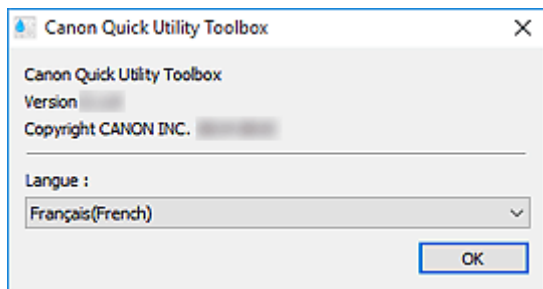 Canon Quick Utility Toolbox
Canon Quick Utility Toolbox
Version
Copyright CANON INC.
Langue :
Français(French)
OK